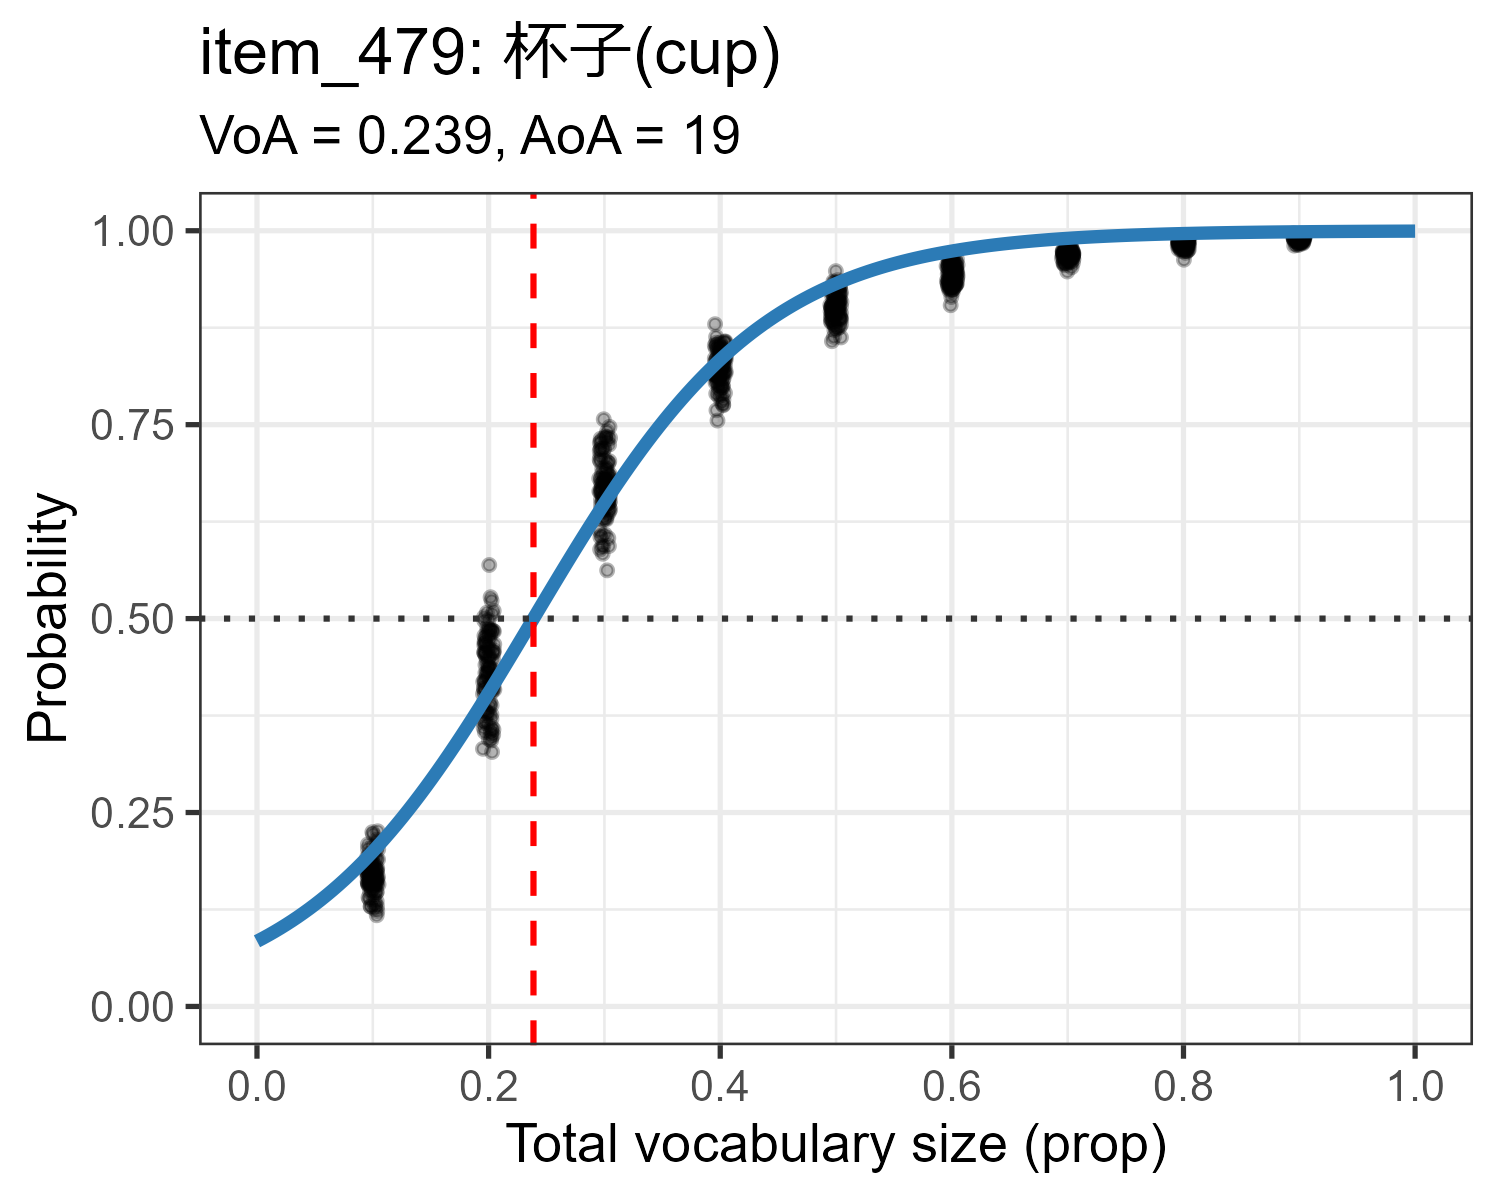 item_479: 杯子(cup)
VoA = 0.239, AoA = 19
1.00
0.75
0.50
0.25
0.00
Probability
0.0 0.2 0.4 0.6 0.8 1.0
Total vocabulary size (prop)